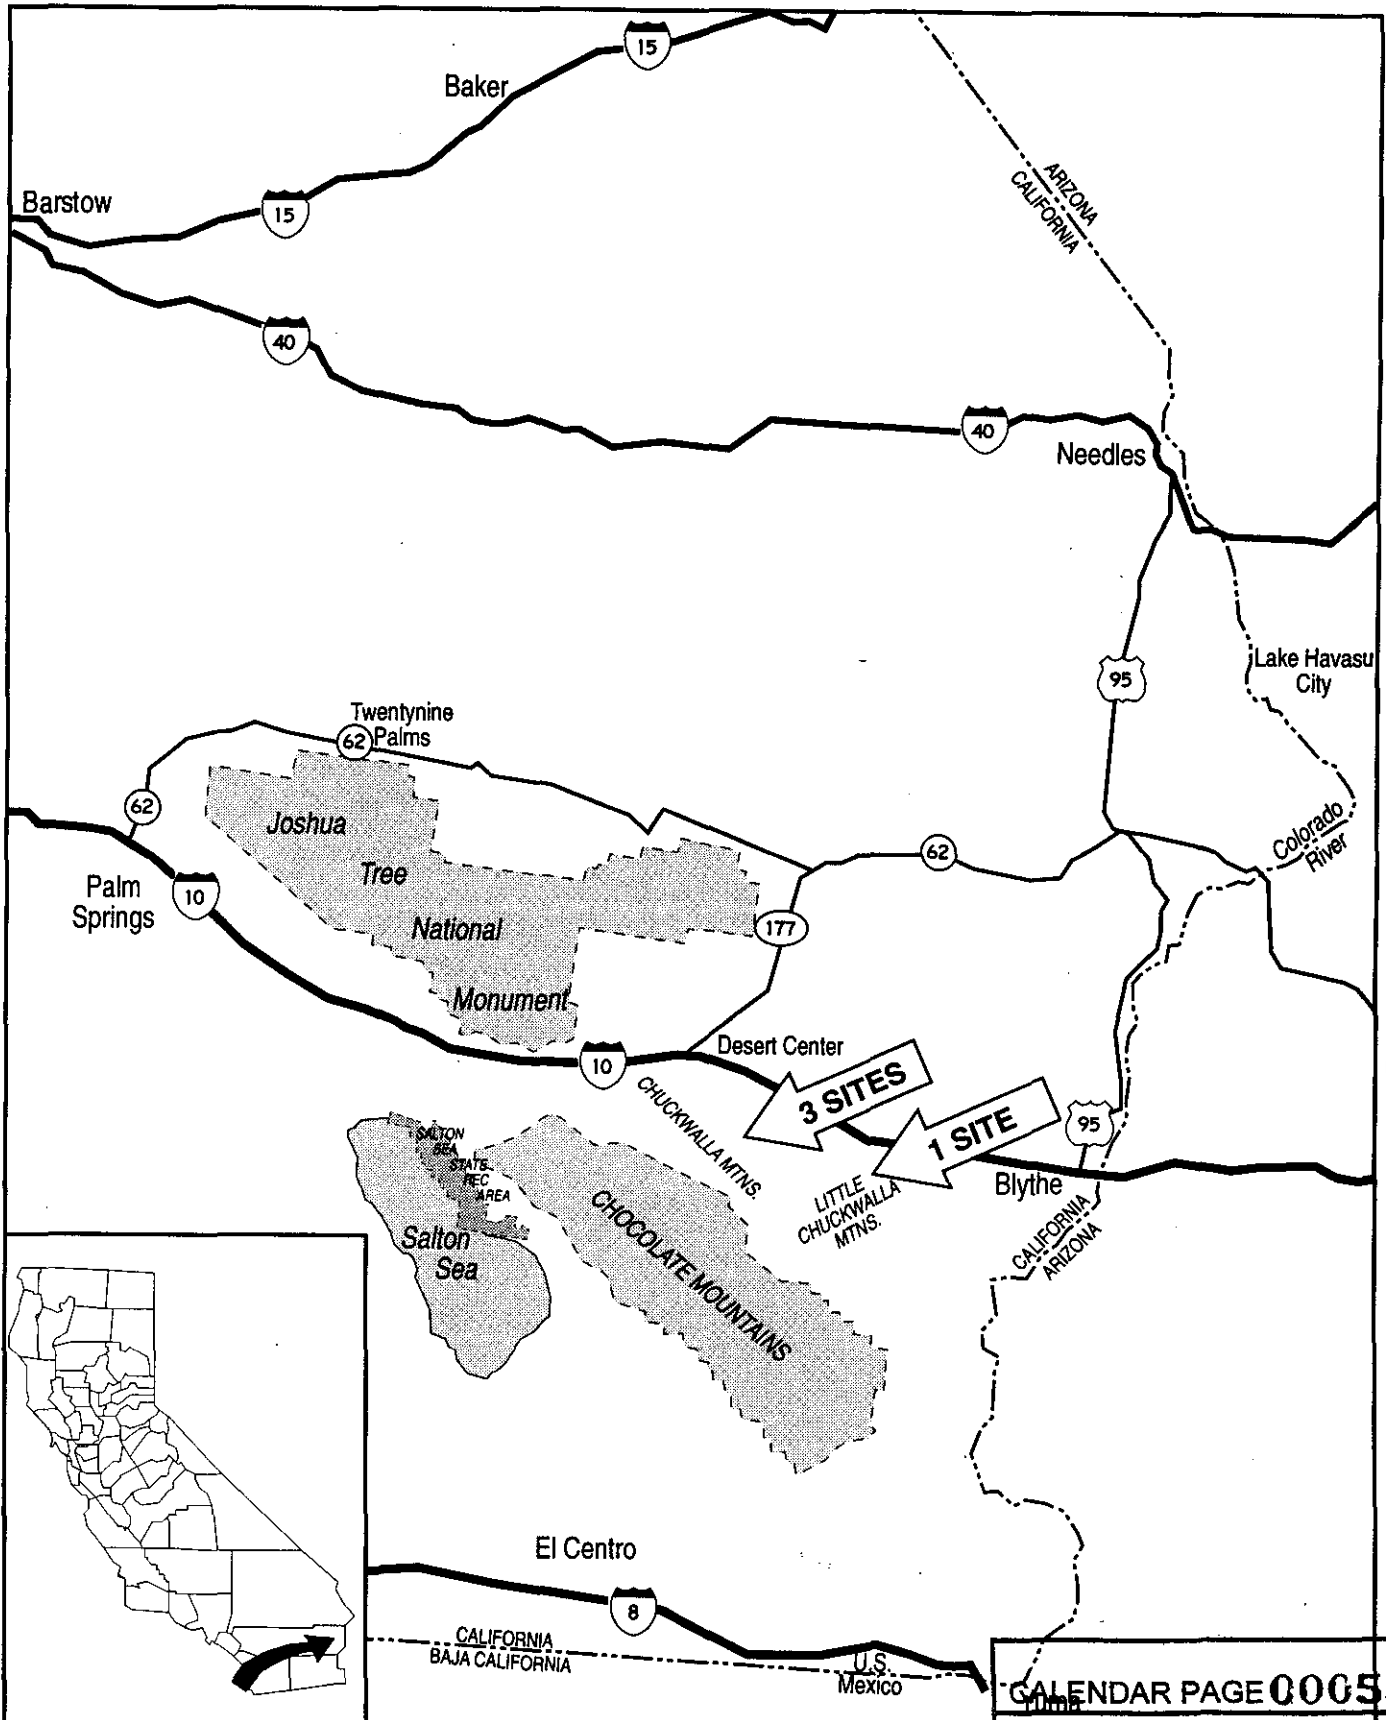 15
Baker
ARIZONA
CALIFORNIA
Barstow
15
40
40
Needles
95
Lake Havasu
City
Twentynine
Palms
62
62
Joshua
Tree
National
Monument
Colorado
River
62
Palm
Springs
10
177
Desert Center
10
3 SITES
1 SITE
95
CHUCKWALLA MTNS.
SALTON
SEA
STATE
REC
AREA
LITTLE
CHUCKWALLA
MTNS.
Blythe
CHOCOLATE MOUNTAINS
CALIFORNIA
ARIZONA
Salton
Sea
El Centro
8
CALIFORNIA
BAJA CALIFORNIA
U.S.
Mexico
CALENDAR PAGE 0005
Yuma